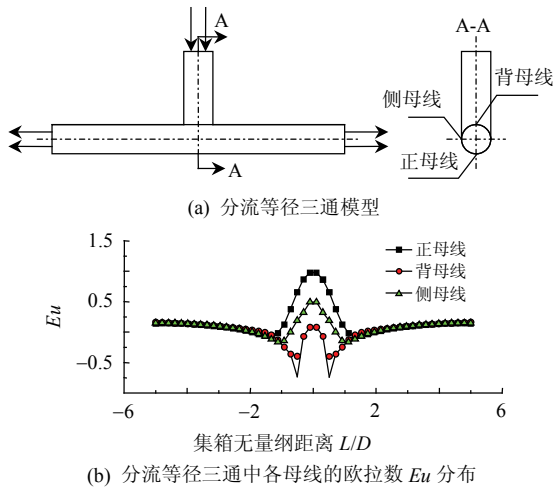 A
A
A-A
背母线
侧母线
正母线
(a) 分流等径三通模型
1.5
0.5
−0.5
Eu
正母线
背母线
侧母线
−6
−2
2
6
集箱无量纲距离 L/D
(b) 分流等径三通中各母线的欧拉数 Eu 分布